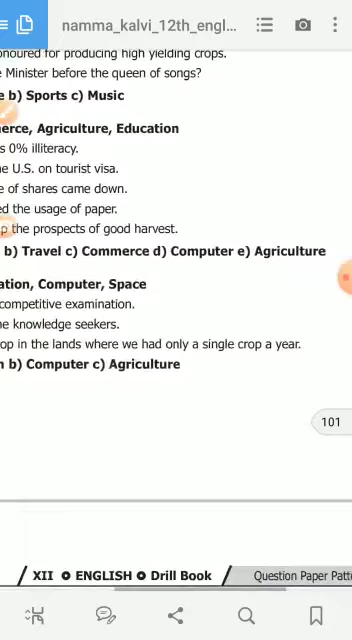 namma_kalvi_12th_engl...
onoured for producing high yielding crops.
Minister before the queen of songs?
b) Sports c) Music
erce, Agriculture, Education
s 0% illiteracy.
he U.S. on tourist visa.
e of shares came down.
ed the usage of paper.
p the prospects of good harvest.
b) Travel c) Commerce d) Computer e) Agriculture
ation, Computer, Space
competitive examination.
he knowledge seekers.
op in the lands where we had only a single crop a year.
b) Computer c) Agriculture
101
XII ENGLISH Drill Book Question Paper Patt